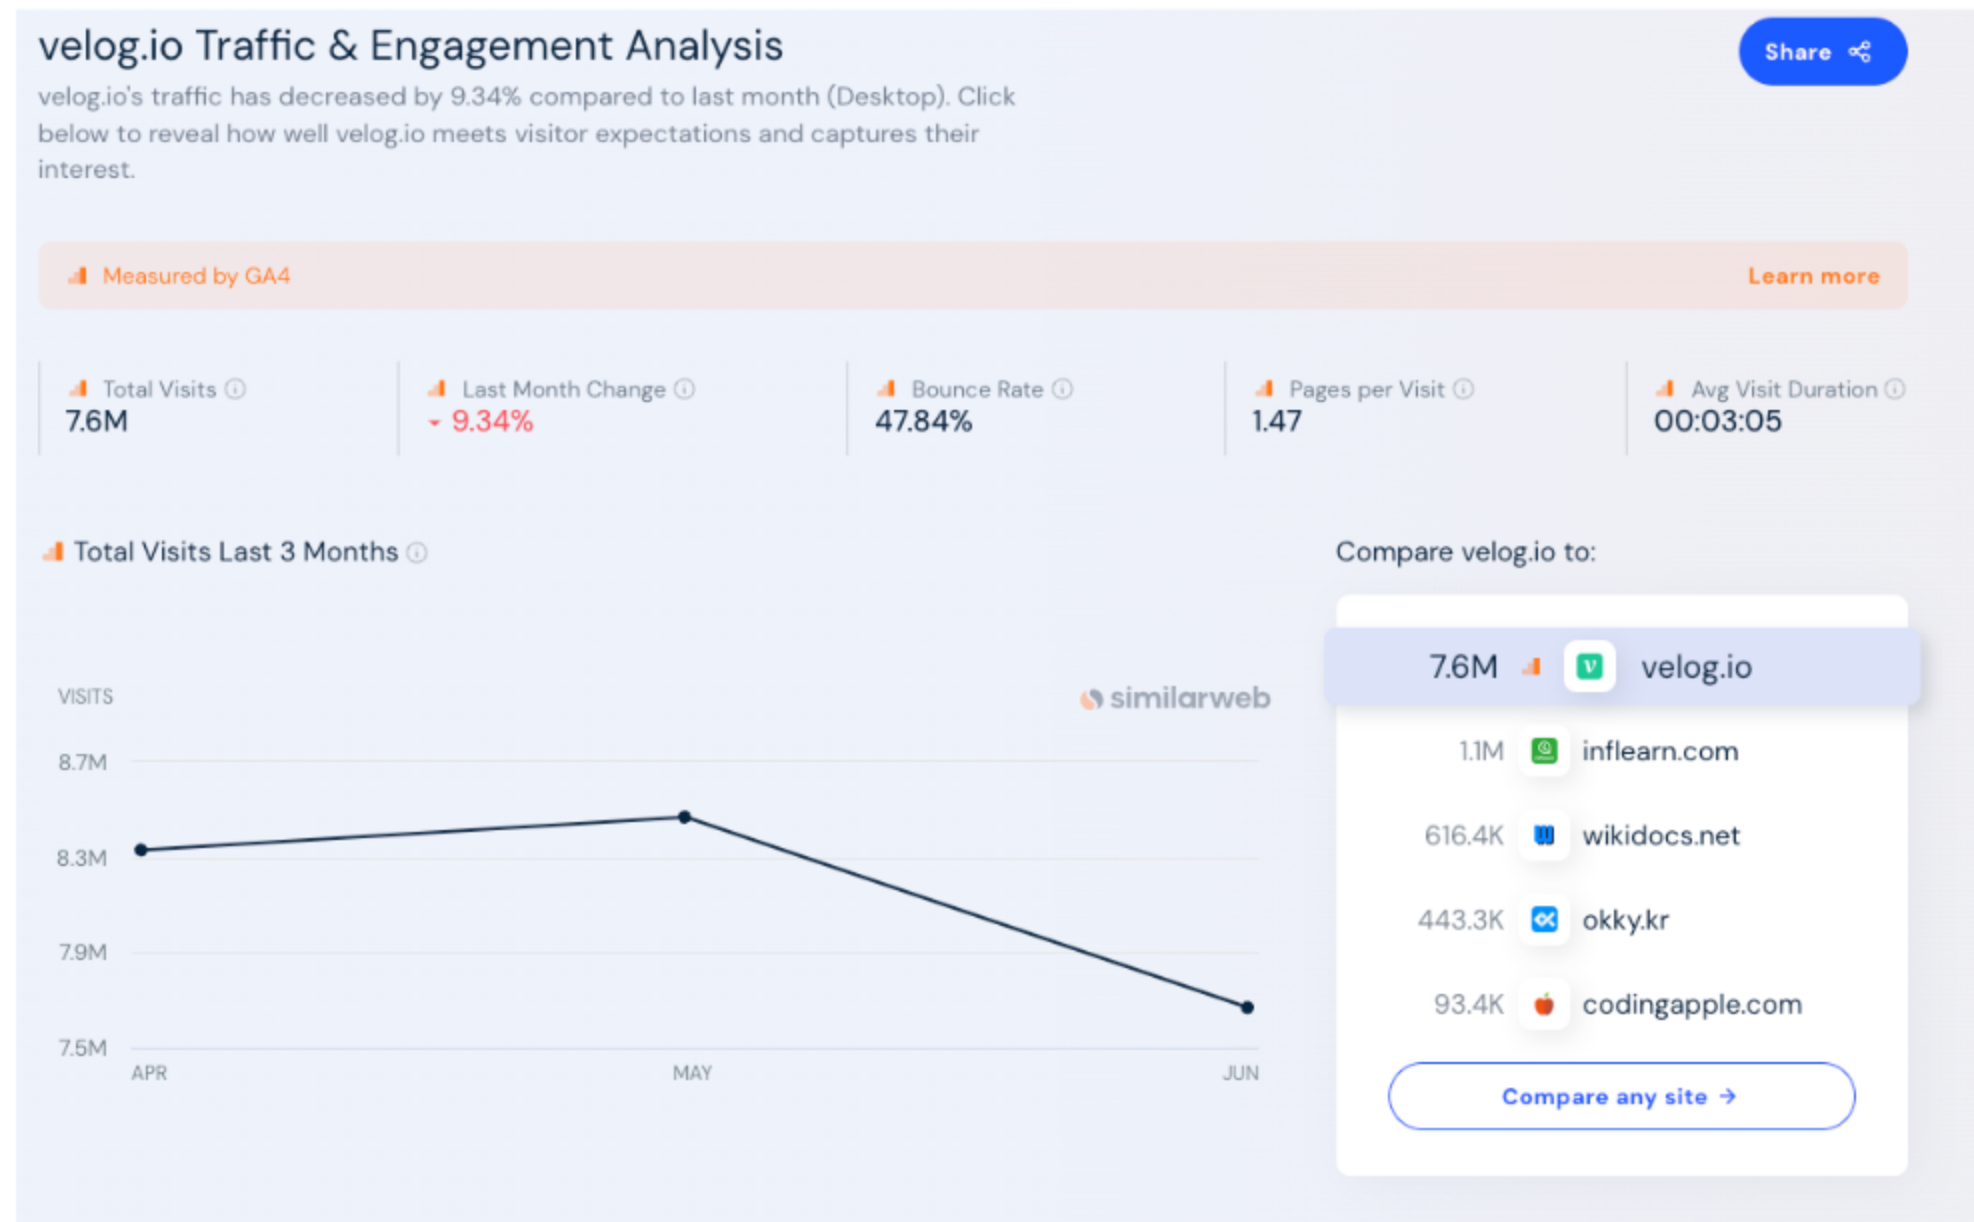 velog.io Traffic & Engagement Analysis
Share
velog.io's traffic has decreased by 9.34% compared to last month (Desktop). Click
below to reveal how well velog.io meets visitor expectations and captures their
interest.
Measured by GA4
Learn more
Total Visits
7.6M
Last Month Change
9.34%
Bounce Rate
47.84%
Pages per Visit
1.47
Avg Visit Duration
00:03:05
Total Visits Last 3 Months
VISITS
similarweb
8.7M
8.3M
7.9M
7.5M
APR
MAY
JUN
Compare velog.io to:
7.6M velog.io
1.1M inflearn.com
616.4K wikidocs.net
443.3K okky.kr
93.4K codingapple.com
Compare any site →